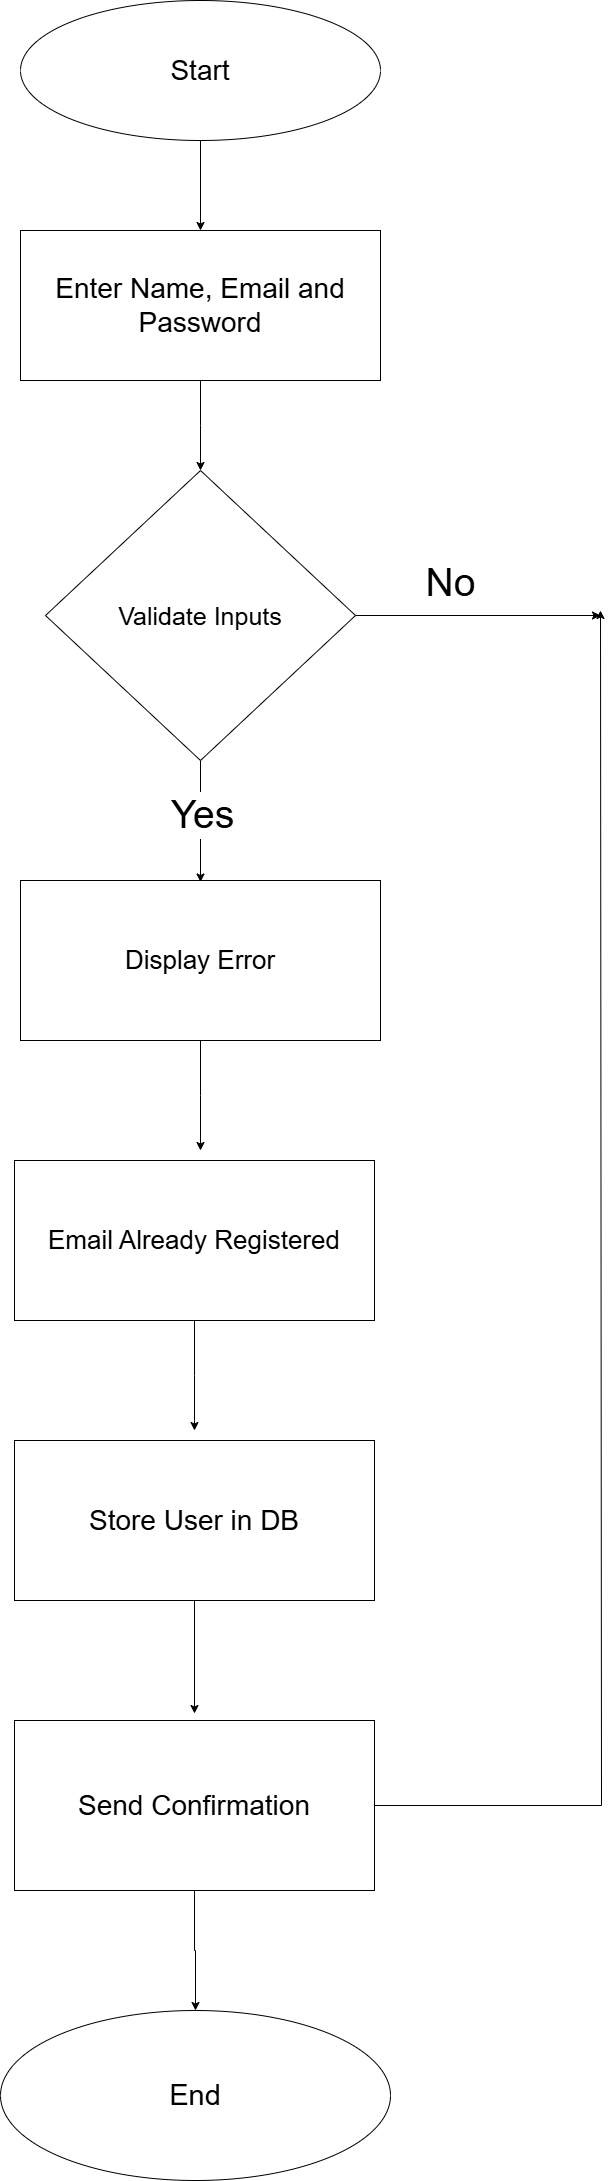 Start
Enter Name, Email and
Password
Validate Inputs
No
Yes
Display Error
Email Already Registered
Store User in DB
Send Confirmation
End